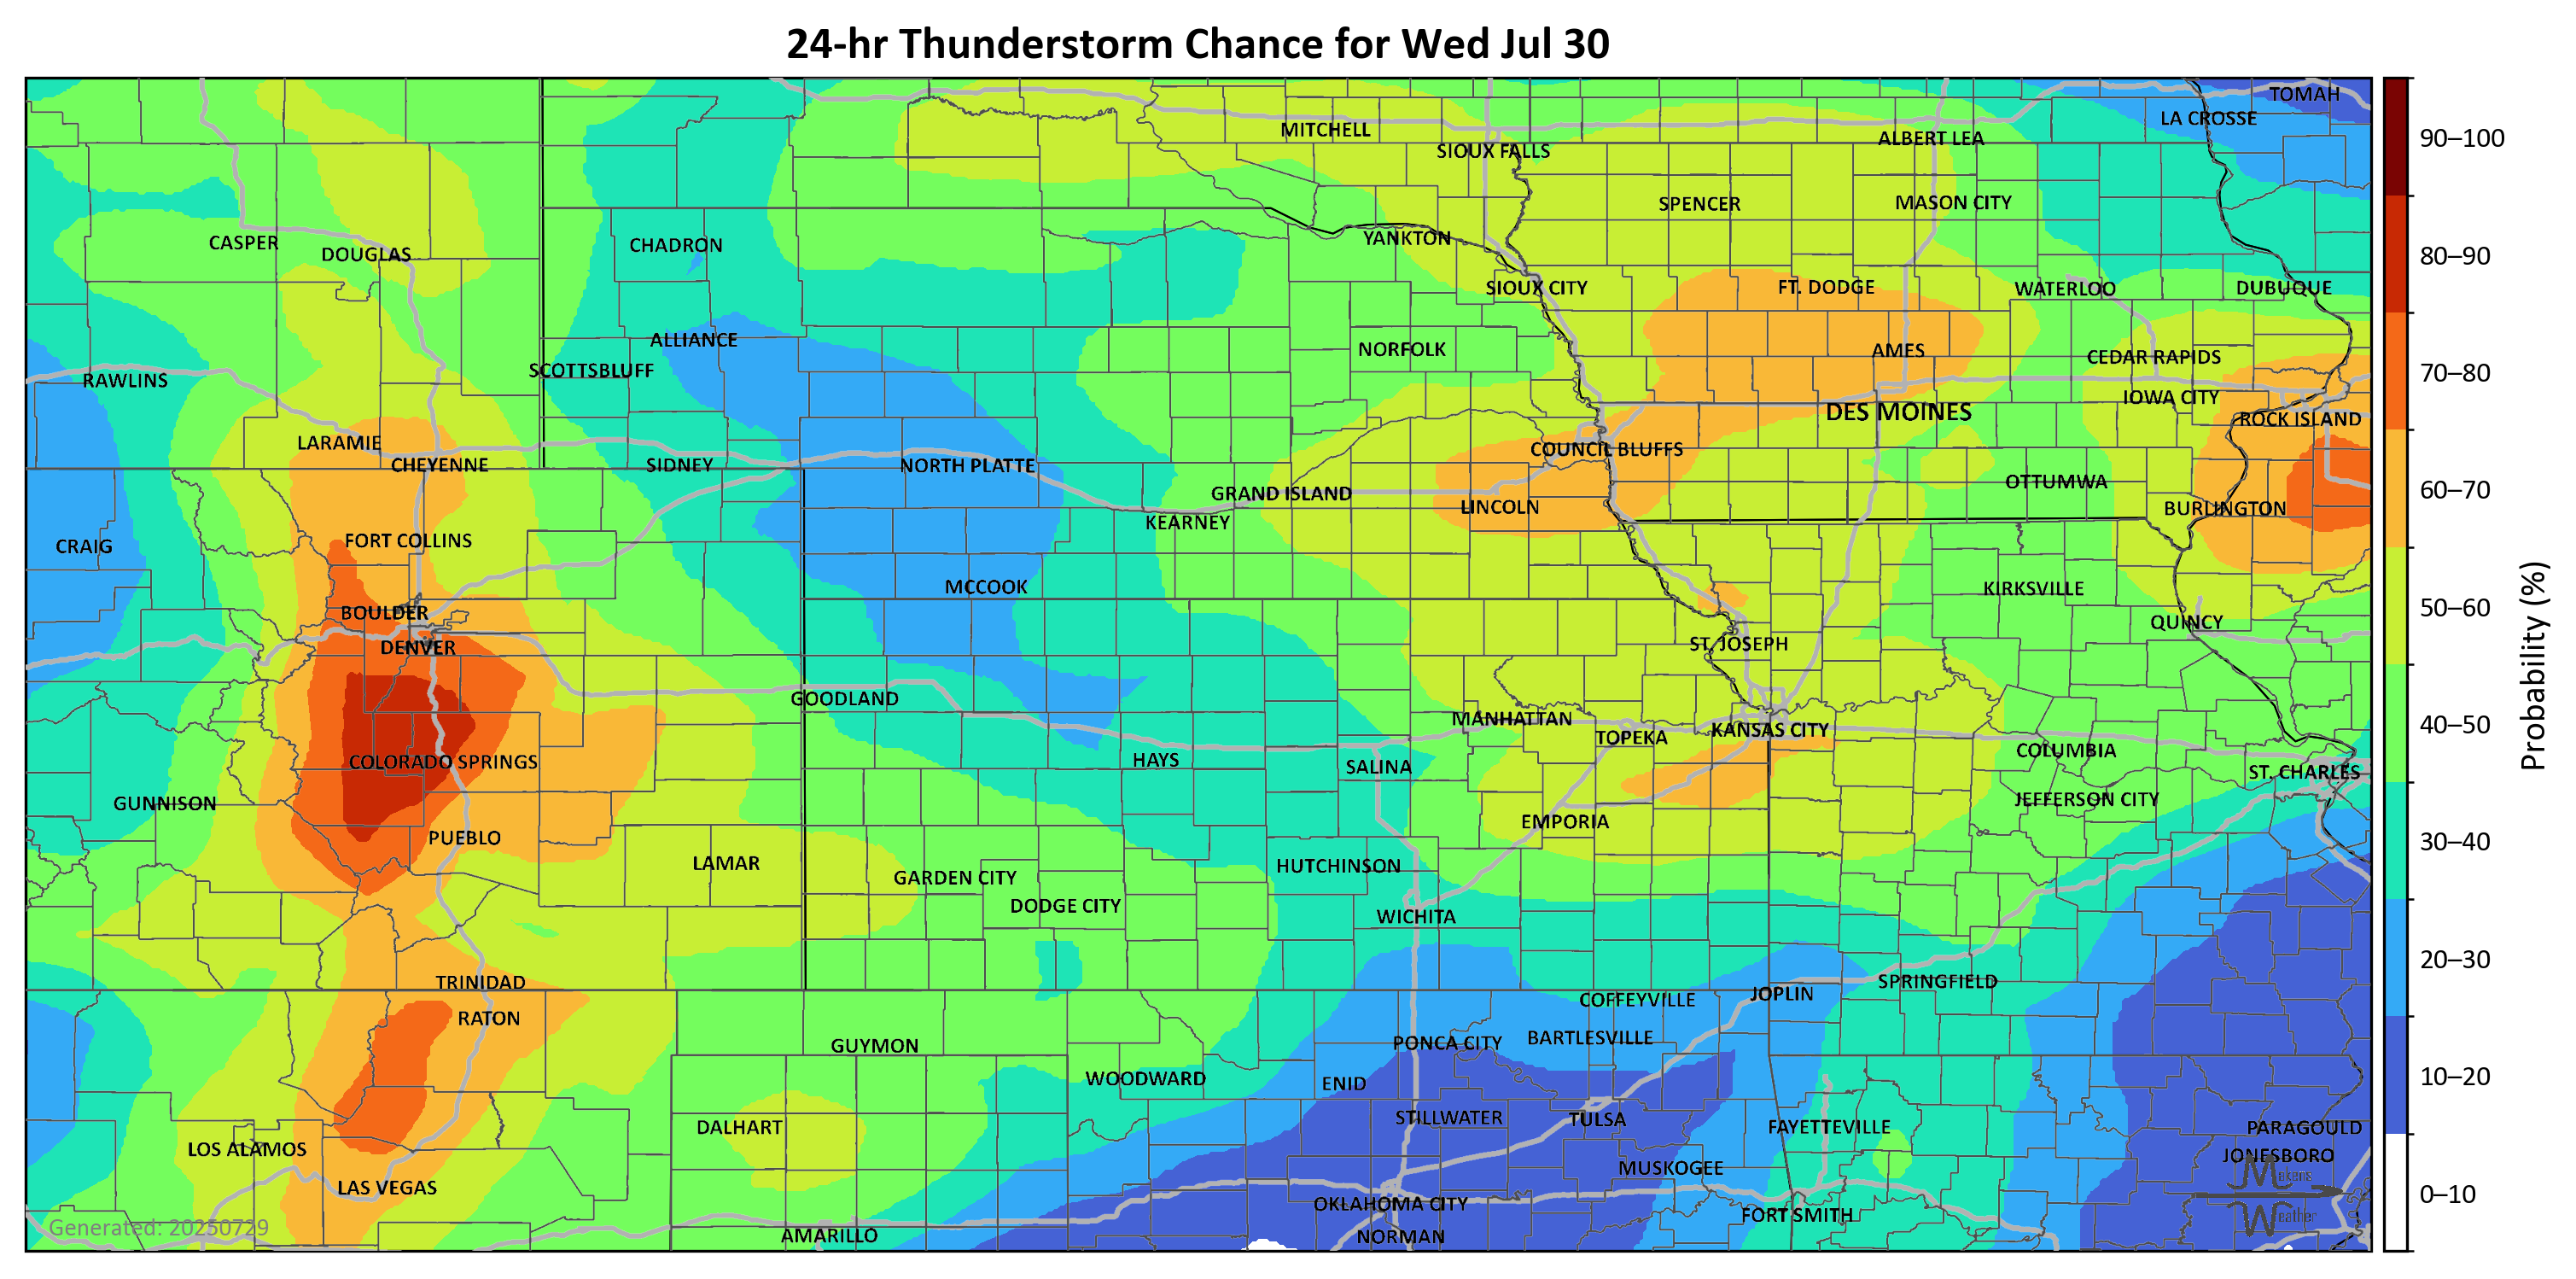 24-hr Thunderstorm Chance for Wed Jul 30
TOMAH
LA CROSSE
MITCHELL
ALBERT LEA
SIOUX FALLS
SPENCER
MASON CITY
CASPER
DOUGLAS
CHADRON
YANKTON
SIOUX CITY
FT. DODGE
WATERLOO
DUBUQUE
ALLIANCE
NORFOLK
AMES
CEDAR RAPIDS
RAWLINS
SCOTTSBLUFF
IOWA CITY
DES MOINES
ROCK ISLAND
LARAMIE
COUNCIL BLUFFS
CHEYENNE
SIDNEY
NORTH PLATTE
OTTUMWA
GRAND ISLAND
LINCOLN
BURLINGTON
KEARNEY
CRAIG
FORT COLLINS
MCCOOK
KIRKSVILLE
BOULDER
QUINCY
DENVER
ST. JOSEPH
GOODLAND
MANHATTAN
TOPEKA
KANSAS CITY
COLUMBIA
COLORADO SPRINGS
HAYS
SALINA
ST. CHARLES
GUNNISON
JEFFERSON CITY
EMPORIA
PUEBLO
LAMAR
HUTCHINSON
GARDEN CITY
DODGE CITY
WICHITA
TRINIDAD
SPRINGFIELD
JOPLIN
COFFEYVILLE
RATON
BARTLESVILLE
GUYMON
PONCA CITY
WOODWARD
ENID
STILLWATER
TULSA
DALHART
FAYETTEVILLE
PARAGOULD
LOS ALAMOS
JONESBORO
MUSKOGEE
LAS VEGAS
OKLAHOMA CITY
FORT SMITH
AMARILLO
NORMAN
Generated: 20250729
Makens
Weather
90–100
80–90
70–80
60–70
50–60
40–50
30–40
20–30
10–20
0–10
Probability (%)